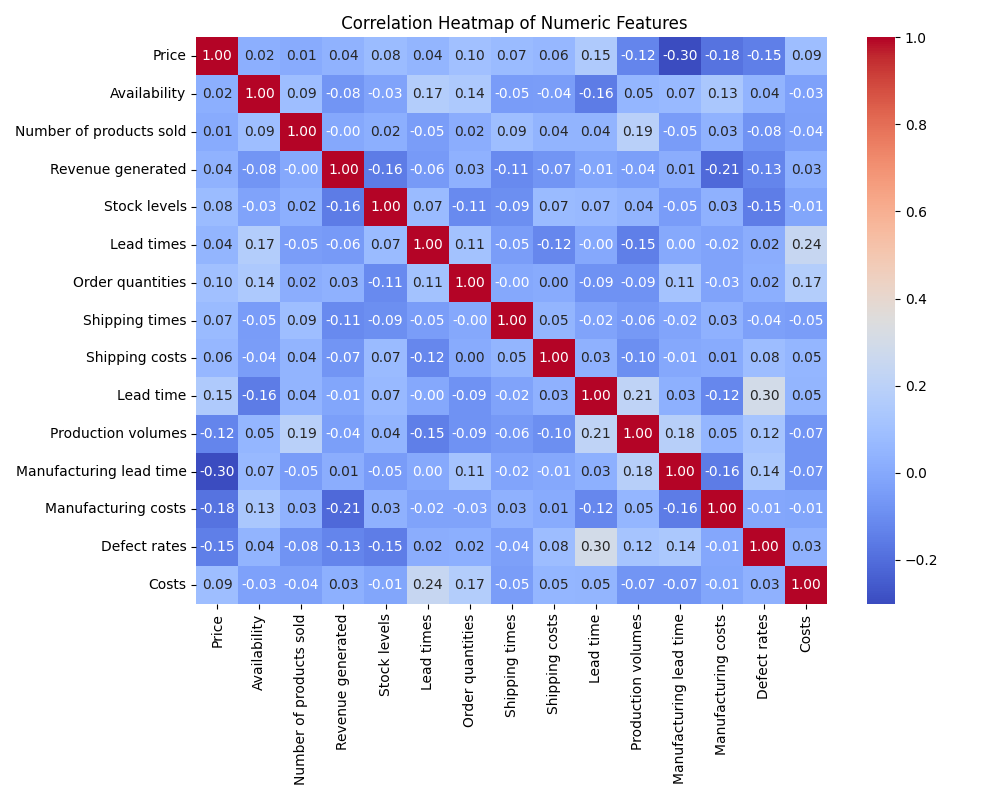 Correlation Heatmap of Numeric Features
Price 1.00 0.02 0.01 0.04 0.08 0.04 0.10 0.07 0.06 0.15 -0.12 -0.30 -0.18 -0.15 0.09
Availability 0.02 1.00 0.09 -0.08 -0.03 0.17 0.14 -0.05 -0.04 -0.16 0.05 0.07 0.13 0.04 -0.03
Number of products sold 0.01 0.09 1.00 -0.00 0.02 -0.05 0.02 0.09 0.04 0.04 0.19 -0.05 0.03 -0.08 -0.04
Revenue generated 0.04 -0.08 -0.00 1.00 -0.16 -0.06 0.03 -0.11 -0.07 -0.01 -0.04 0.01 -0.21 -0.13 0.03
Stock levels 0.08 -0.03 0.02 -0.16 1.00 0.07 -0.11 -0.09 0.07 0.07 0.04 -0.05 0.03 -0.15 -0.01
Lead times 0.04 0.17 -0.05 -0.06 0.07 1.00 0.11 -0.05 -0.12 -0.00 -0.15 0.00 -0.02 0.02 0.24
Order quantities 0.10 0.14 0.02 0.03 -0.11 0.11 1.00 -0.00 0.00 -0.09 -0.09 0.11 -0.03 0.02 0.17
Shipping times 0.07 -0.05 0.09 -0.11 -0.09 -0.05 -0.00 1.00 0.05 -0.02 -0.06 -0.02 0.03 -0.04 -0.05
Shipping costs 0.06 -0.04 0.04 -0.07 0.07 -0.12 0.00 0.05 1.00 0.03 -0.10 -0.01 0.01 0.08 0.05
Lead time 0.15 -0.16 0.04 -0.01 0.07 -0.00 -0.09 -0.02 0.03 1.00 0.21 0.03 -0.12 0.30 0.05
Production volumes -0.12 0.05 0.19 -0.04 0.04 -0.15 -0.09 -0.06 -0.10 0.21 1.00 0.18 0.05 0.12 -0.07
Manufacturing lead time -0.30 0.07 -0.05 0.01 -0.05 0.00 0.11 -0.02 -0.01 0.03 0.18 1.00 -0.16 0.14 -0.07
Manufacturing costs -0.18 0.13 0.03 -0.21 0.03 -0.02 -0.03 0.03 0.01 -0.12 0.05 -0.16 1.00 -0.01 -0.01
Defect rates -0.15 0.04 -0.08 -0.13 -0.15 0.02 0.02 -0.04 0.08 0.30 0.12 0.14 -0.01 1.00 0.03
Costs 0.09 -0.03 -0.04 0.03 -0.01 0.24 0.17 -0.05 0.05 0.05 -0.07 -0.07 -0.01 0.03 1.00
Price
Availability
Number of products sold
Revenue generated
Stock levels
Lead times
Order quantities
Shipping times
Shipping costs
Lead time
Production volumes
Manufacturing lead time
Manufacturing costs
Defect rates
Costs
1.0
0.8
0.6
0.4
0.2
0.0
−0.2